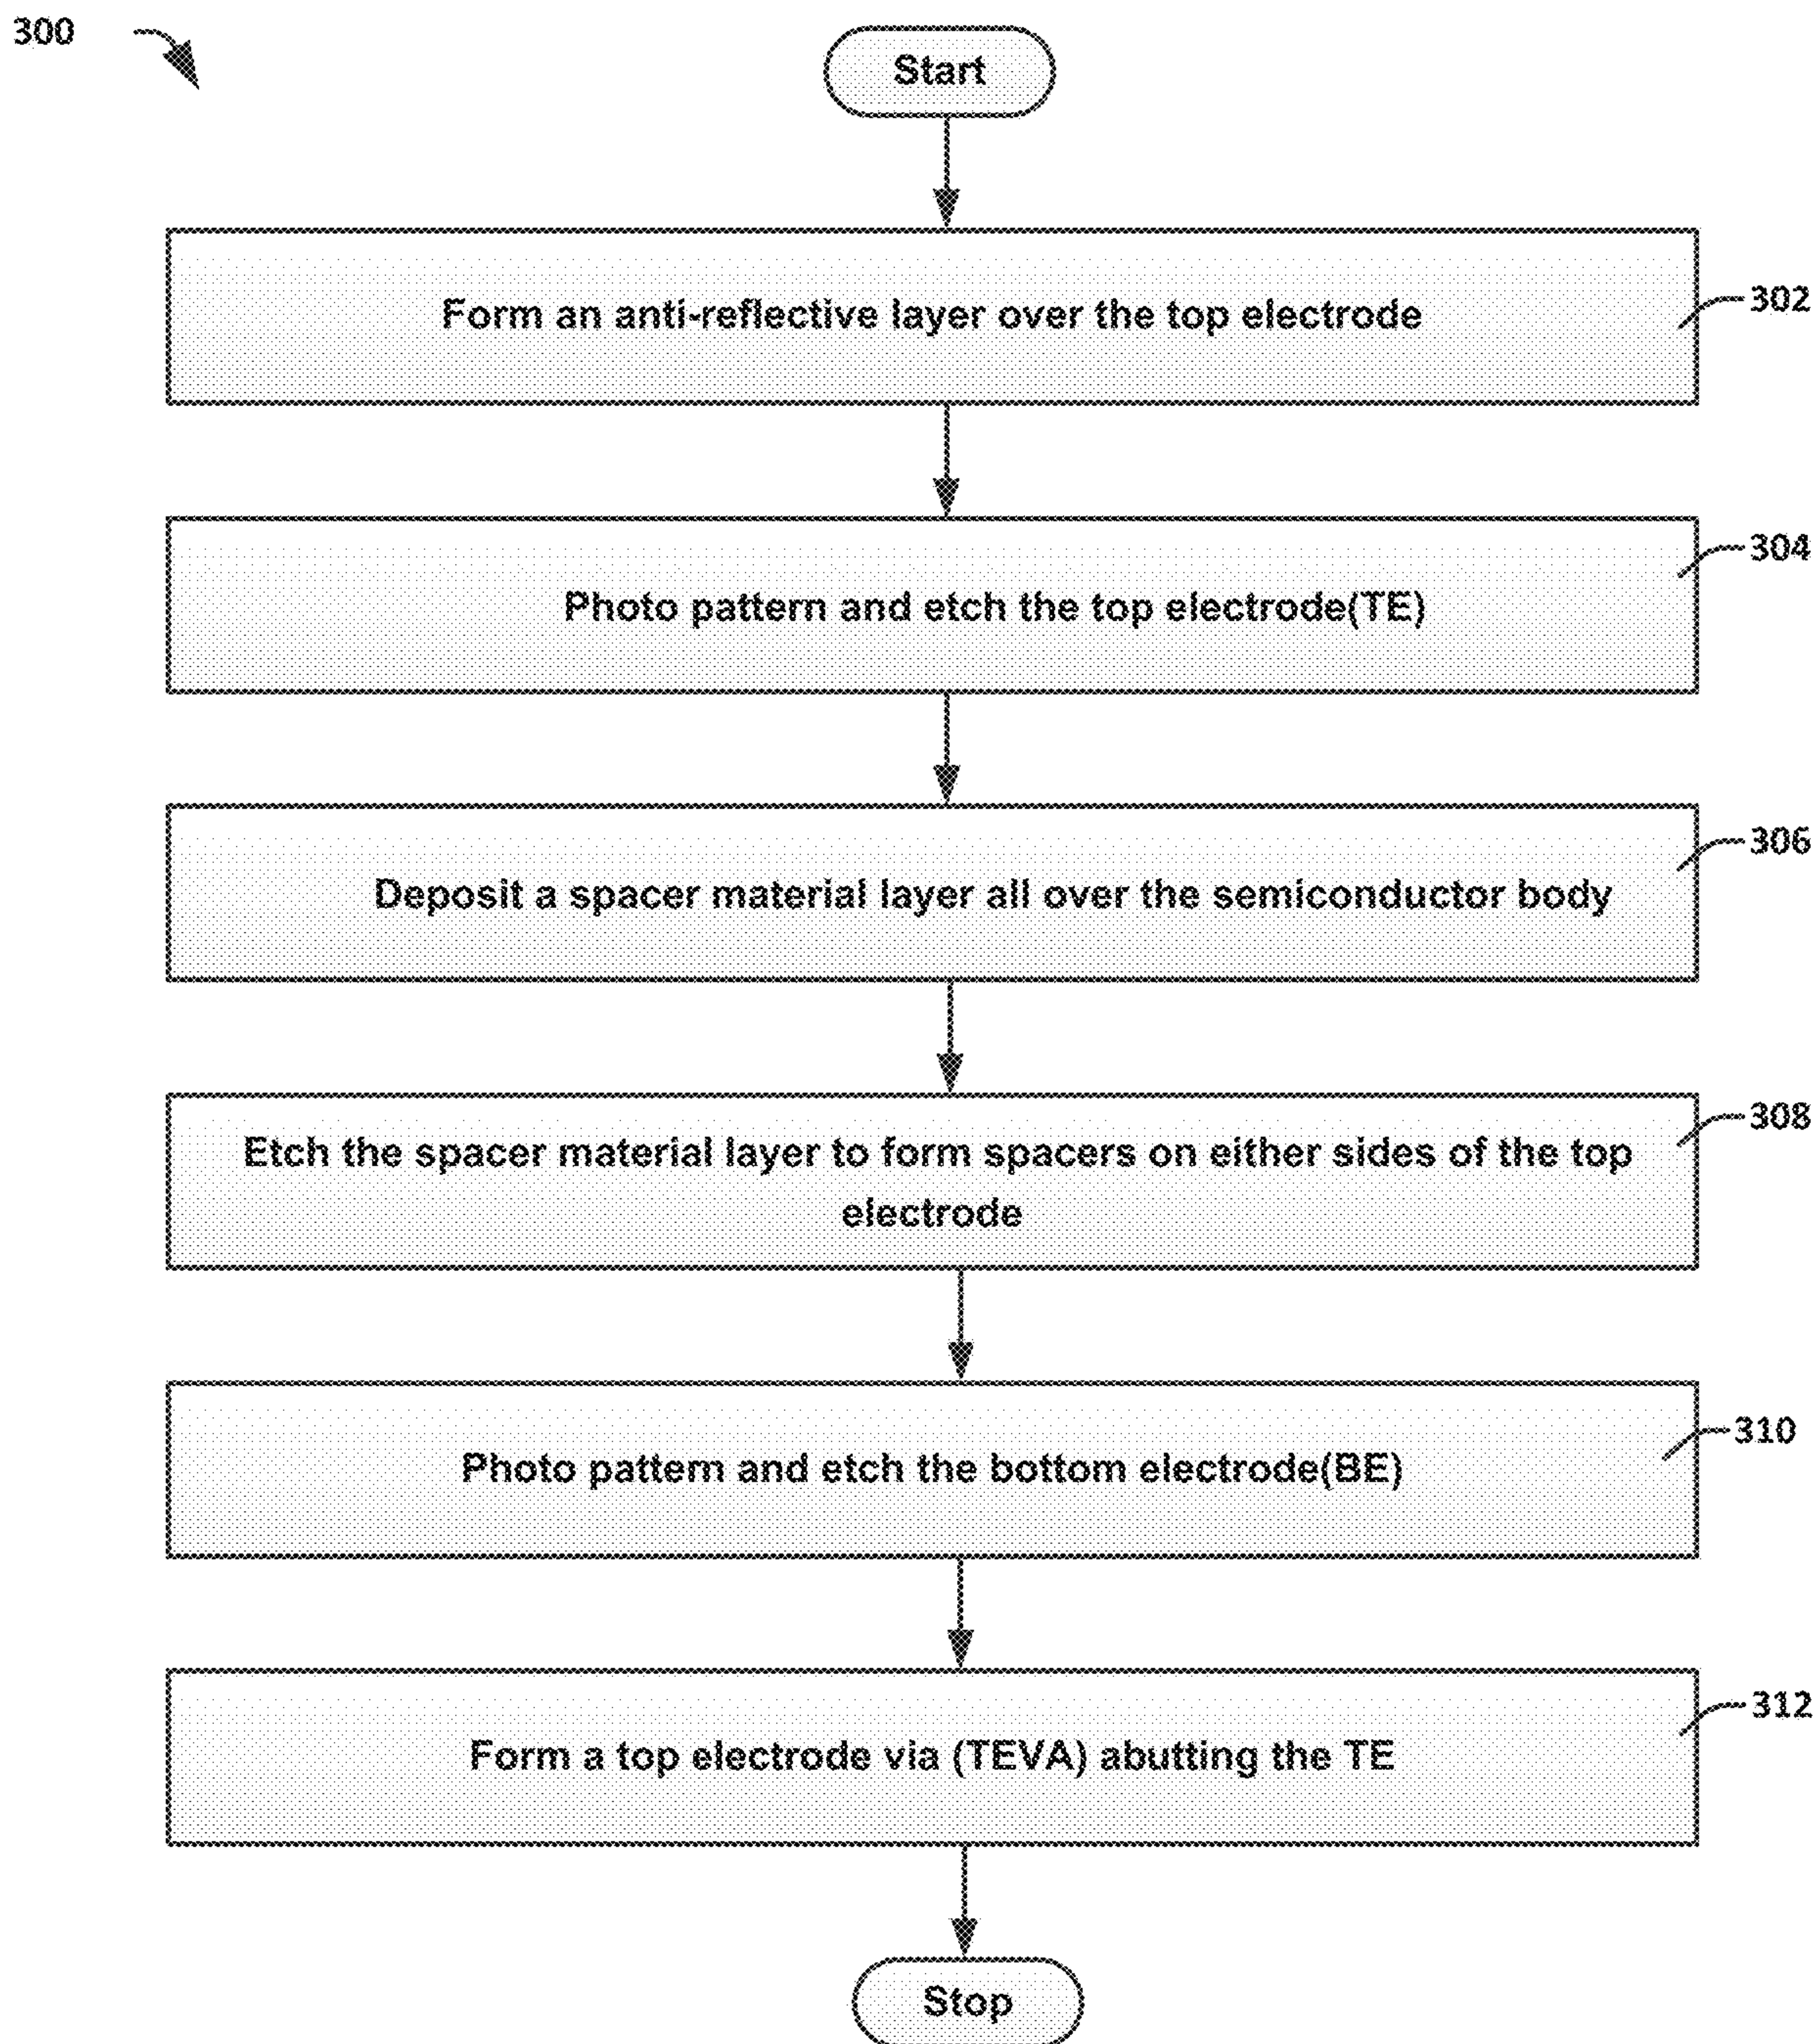 300
Start
Form an anti-reflective layer over the top electrode
302
Photo pattern and etch the top electrode(TE)
304
Deposit a spacer material layer all over the semiconductor body
306
Etch the spacer material layer to form spacers on either sides of the top
electrode
308
Photo pattern and etch the bottom electrode(BE)
310
Form a top electrode via (TEVA) abutting the TE
312
Stop